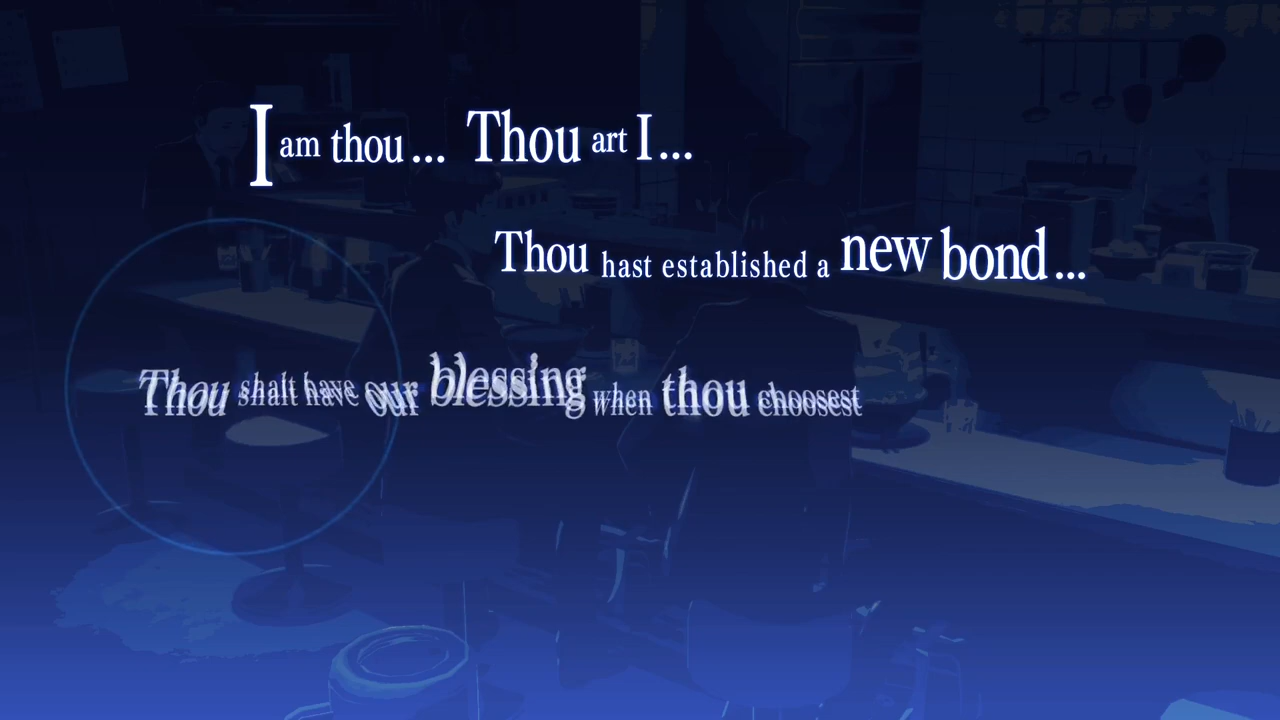 I am thou... Thou art I...
Thou hast established a new bond...
Thou shalt have our blessing when thou choosest